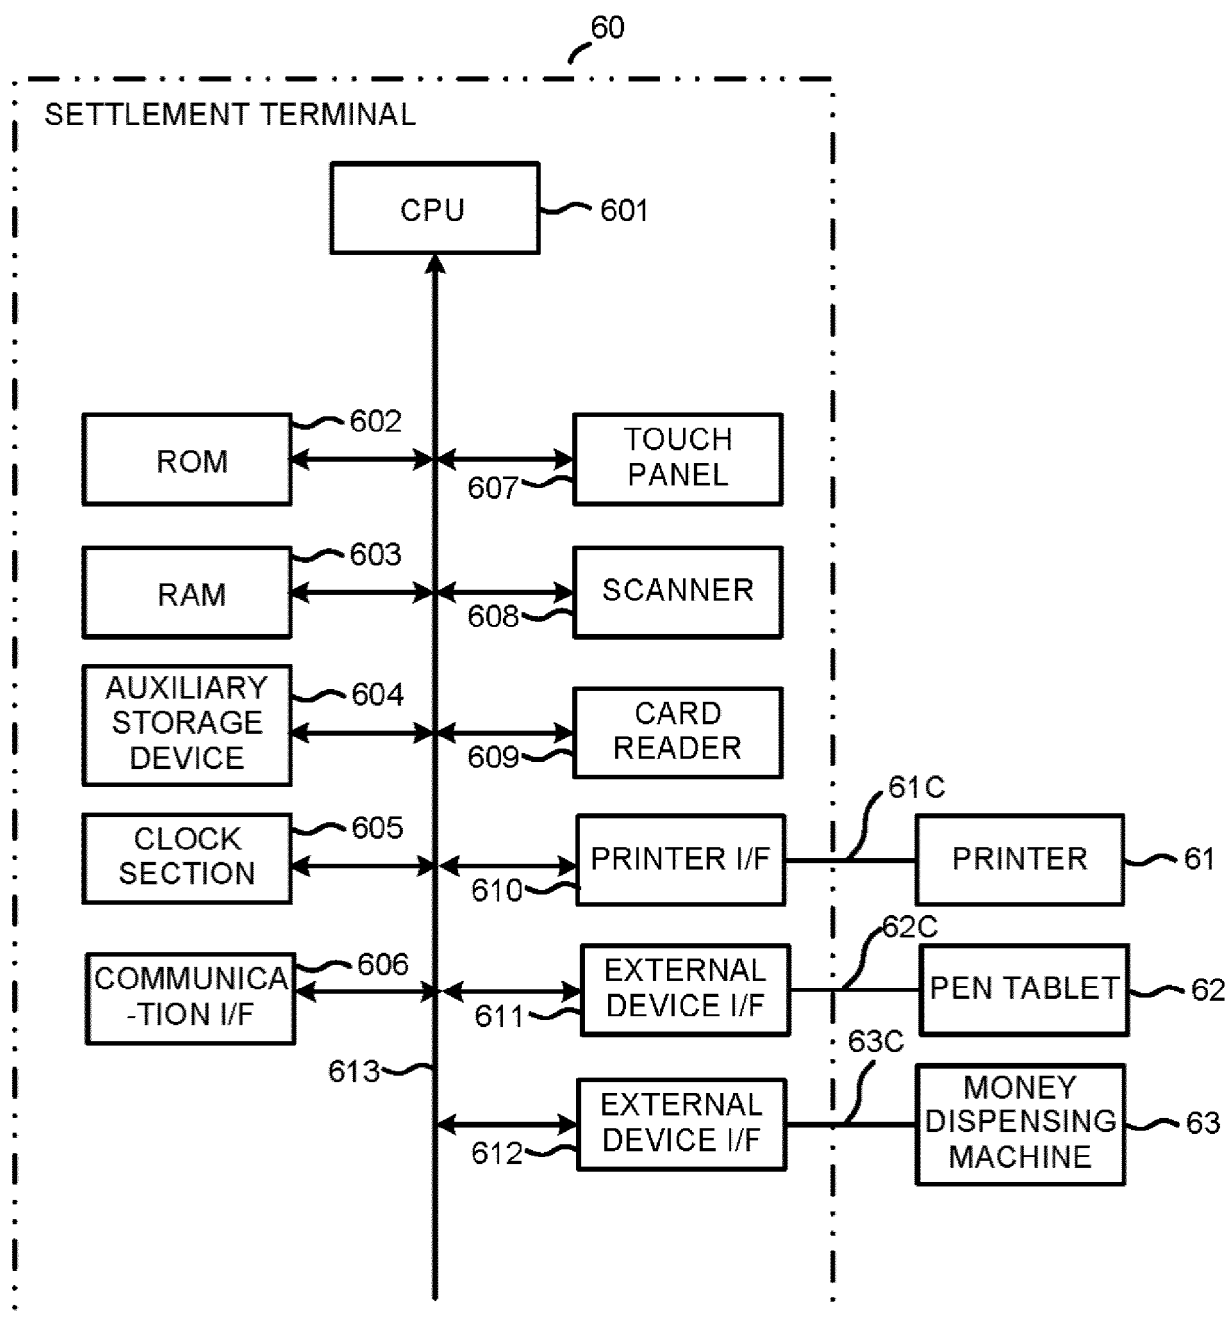 60
SETTLEMENT TERMINAL
CPU
601
602
ROM
TOUCH
PANEL
607
603
RAM
SCANNER
608
AUXILIARY
STORAGE
DEVICE
604
CARD
READER
609
61C
CLOCK
SECTION
605
PRINTER I/F
610
PRINTER
61
62C
COMMUNICA
-TION I/F
606
EXTERNAL
DEVICE I/F
611
PEN TABLET
62
63C
613
EXTERNAL
DEVICE I/F
612
MONEY
DISPENSING
MACHINE
63